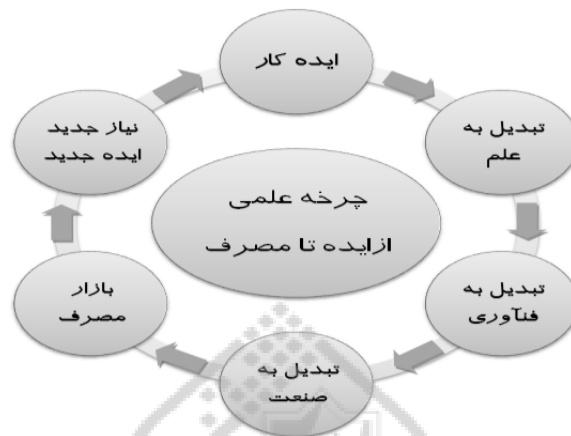 ایده کار
تبدیل به
علم
تبدیل به
فنآوری
تبدیل به
صنعت
بازار
مصرف
نیاز جدید
ایده جدید
چرخه علمی
ازایده تا مصرف